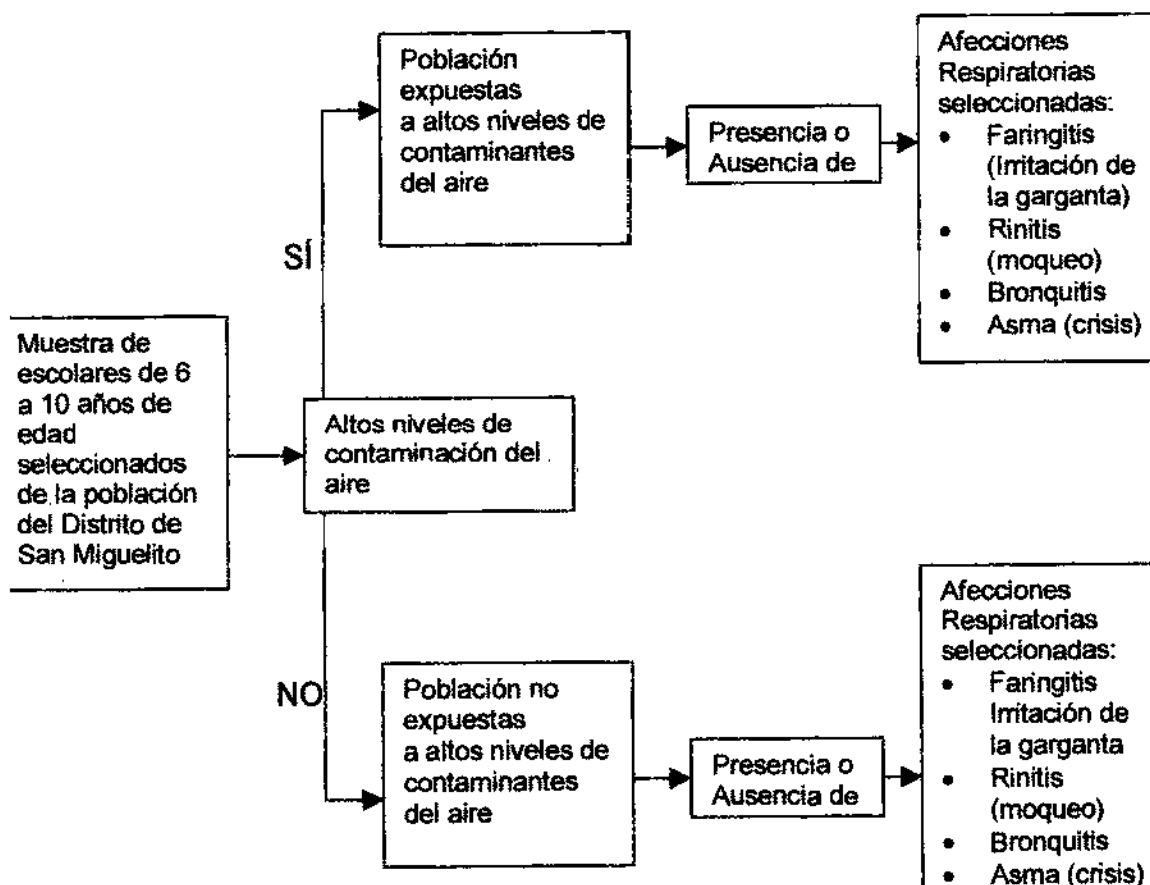 Población
expuestas
a altos niveles de
contaminantes
del aire
Presencia o
Ausencia de
Afecciones
Respiratorias
seleccionadas:
• Faringitis
(Irritación de
la garganta)
• Rinitis
(moqueo)
• Bronquitis
• Asma (crisis)
SÍ
Muestra de
escolares de 6
a 10 años de
edad
seleccionados
de la población
del Distrito de
San Miguelito
Altos niveles de
contaminación del
aire
NO
Población no
expuestas
a altos niveles de
contaminantes
del aire
Presencia o
Ausencia de
Afecciones
Respiratorias
seleccionadas:
• Faringitis
Irritación de
la garganta
• Rinitis
(moqueo)
• Bronquitis
• Asma (crisis)